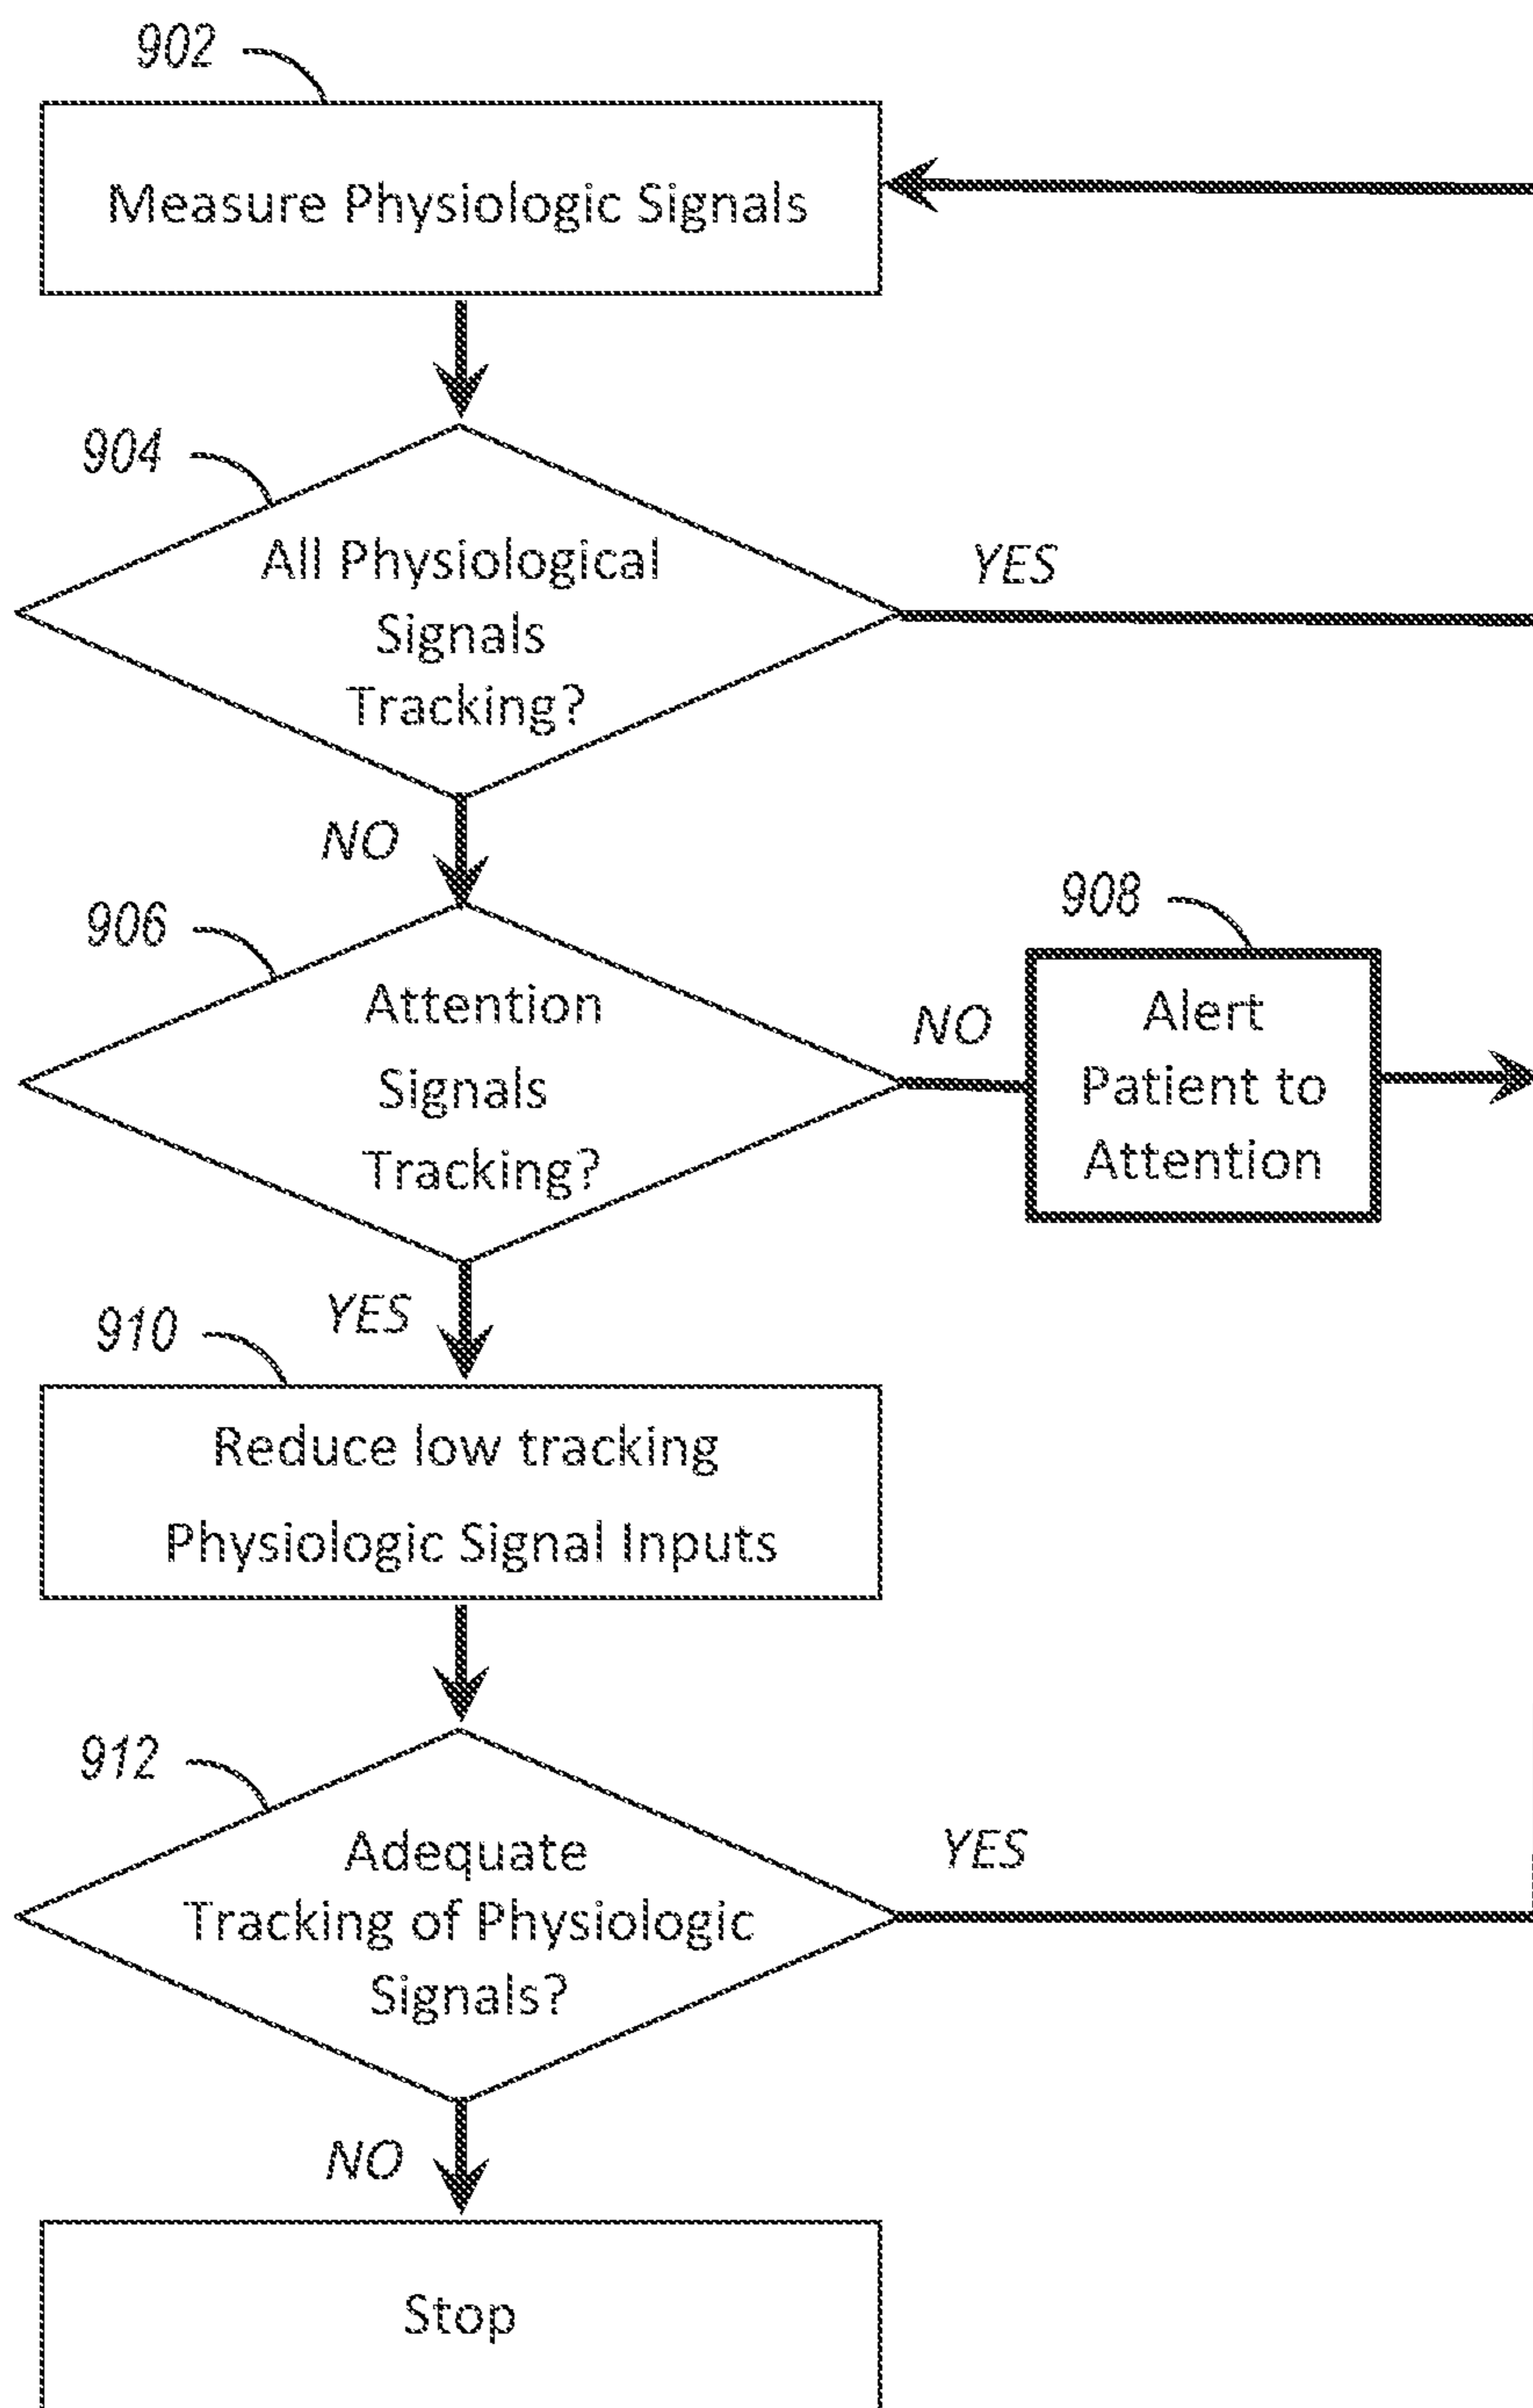 902
Measure Physiologic Signals
904
All Physiological
Signals
Tracking?
YES
NO
906
Attention
Signals
Tracking?
NO
908
Alert
Patient to
Attention
YES
910
Reduce low tracking
Physiologic Signal Inputs
912
Adequate
Tracking of Physiologic
Signals?
YES
NO
Stop